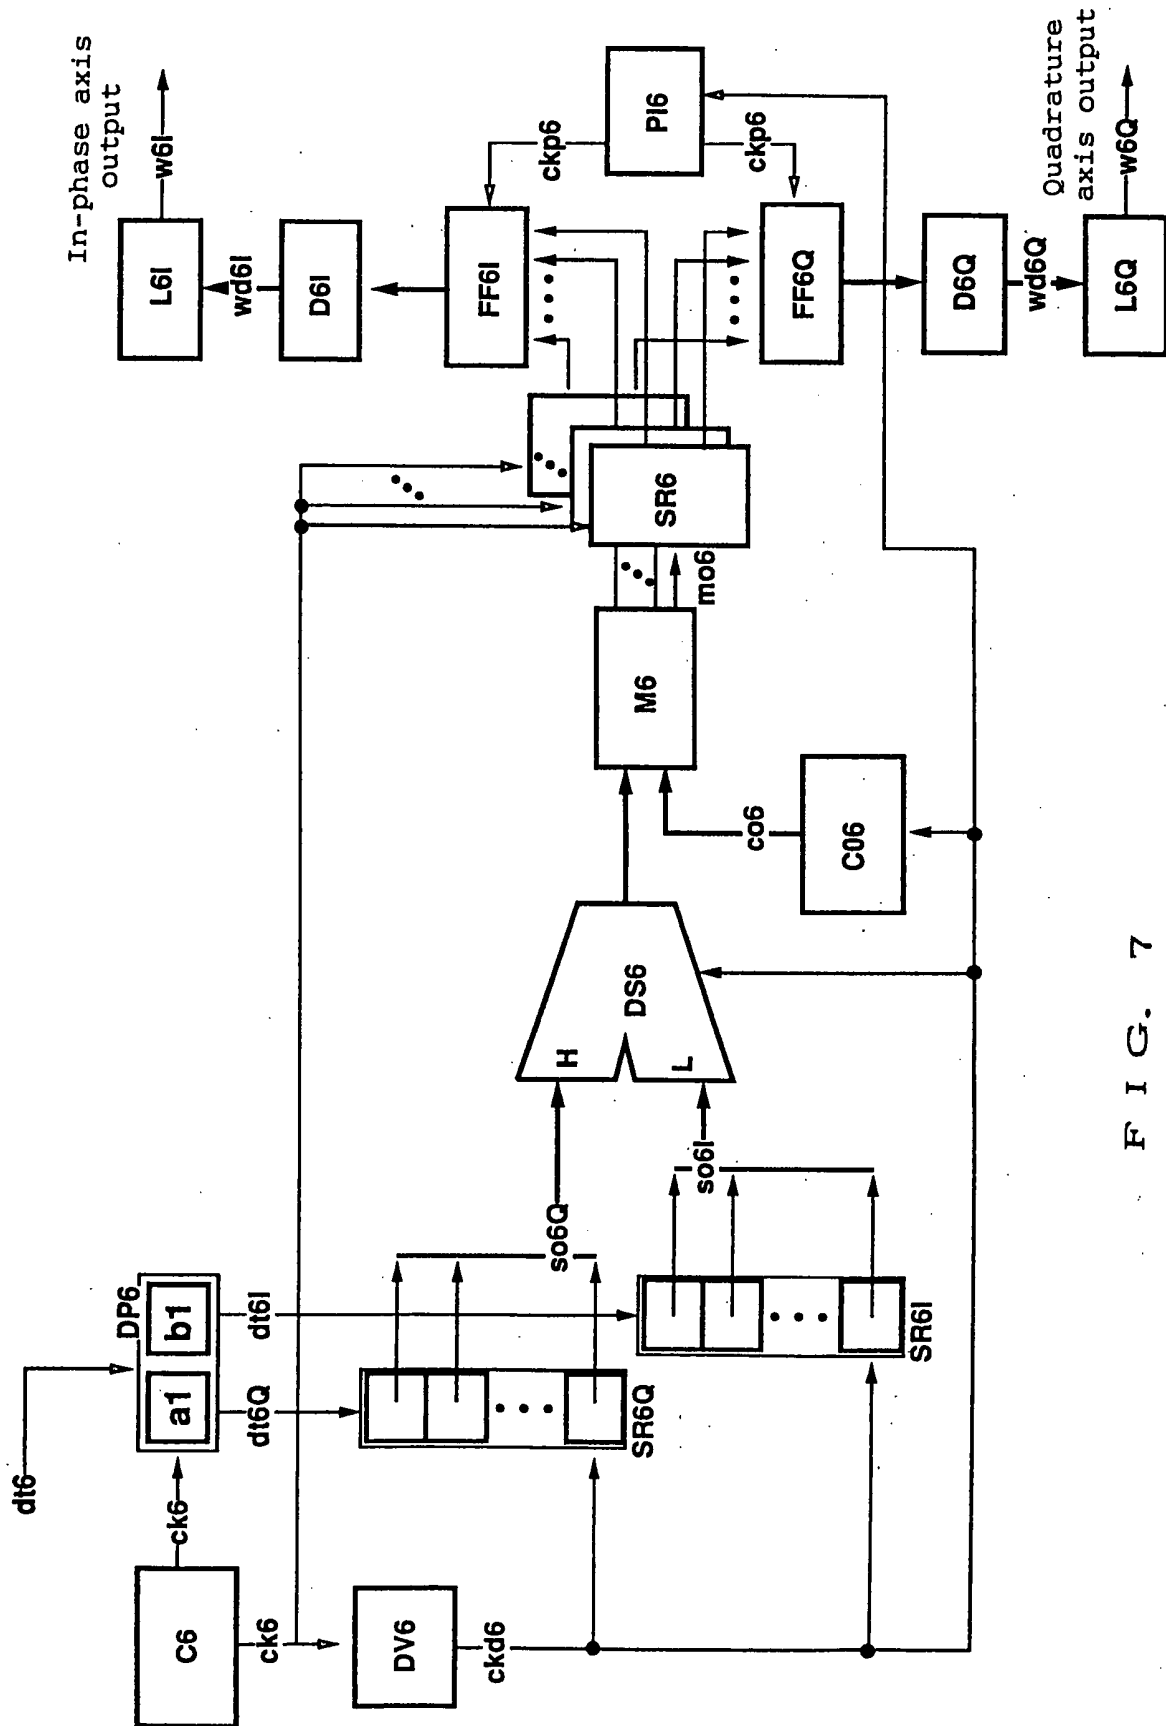 In-phase axis
output
w6I
L6I
wd6I
D6I
FF6I
ckp6
PI6
ckp6
FF6Q
D6Q
wd6Q
L6Q
Quadrature
axis output
w6Q
SR6
mo6
M6
co6
C06
DS6
H
L
so6Q
so6I
dt6
DP6
a1
b1
dt6Q
dt6I
SR6Q
SR6I
C6
ck6
ck6
DV6
ckd6
FIG. 7